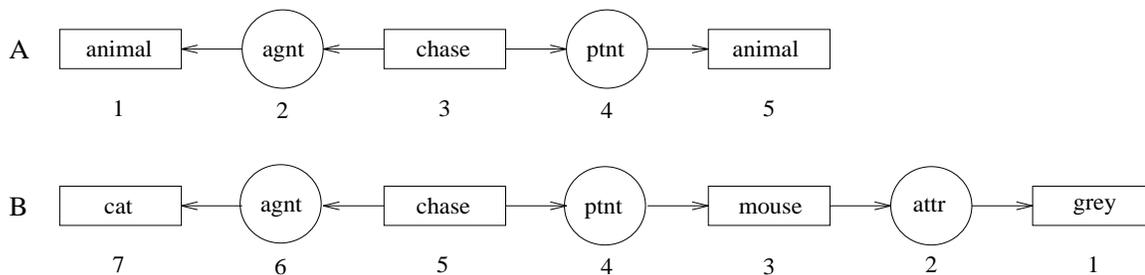 A animal agnt chase ptnt animal
1 2 3 4 5
B cat agnt chase ptnt mouse attr grey
7 6 5 4 3 2 1